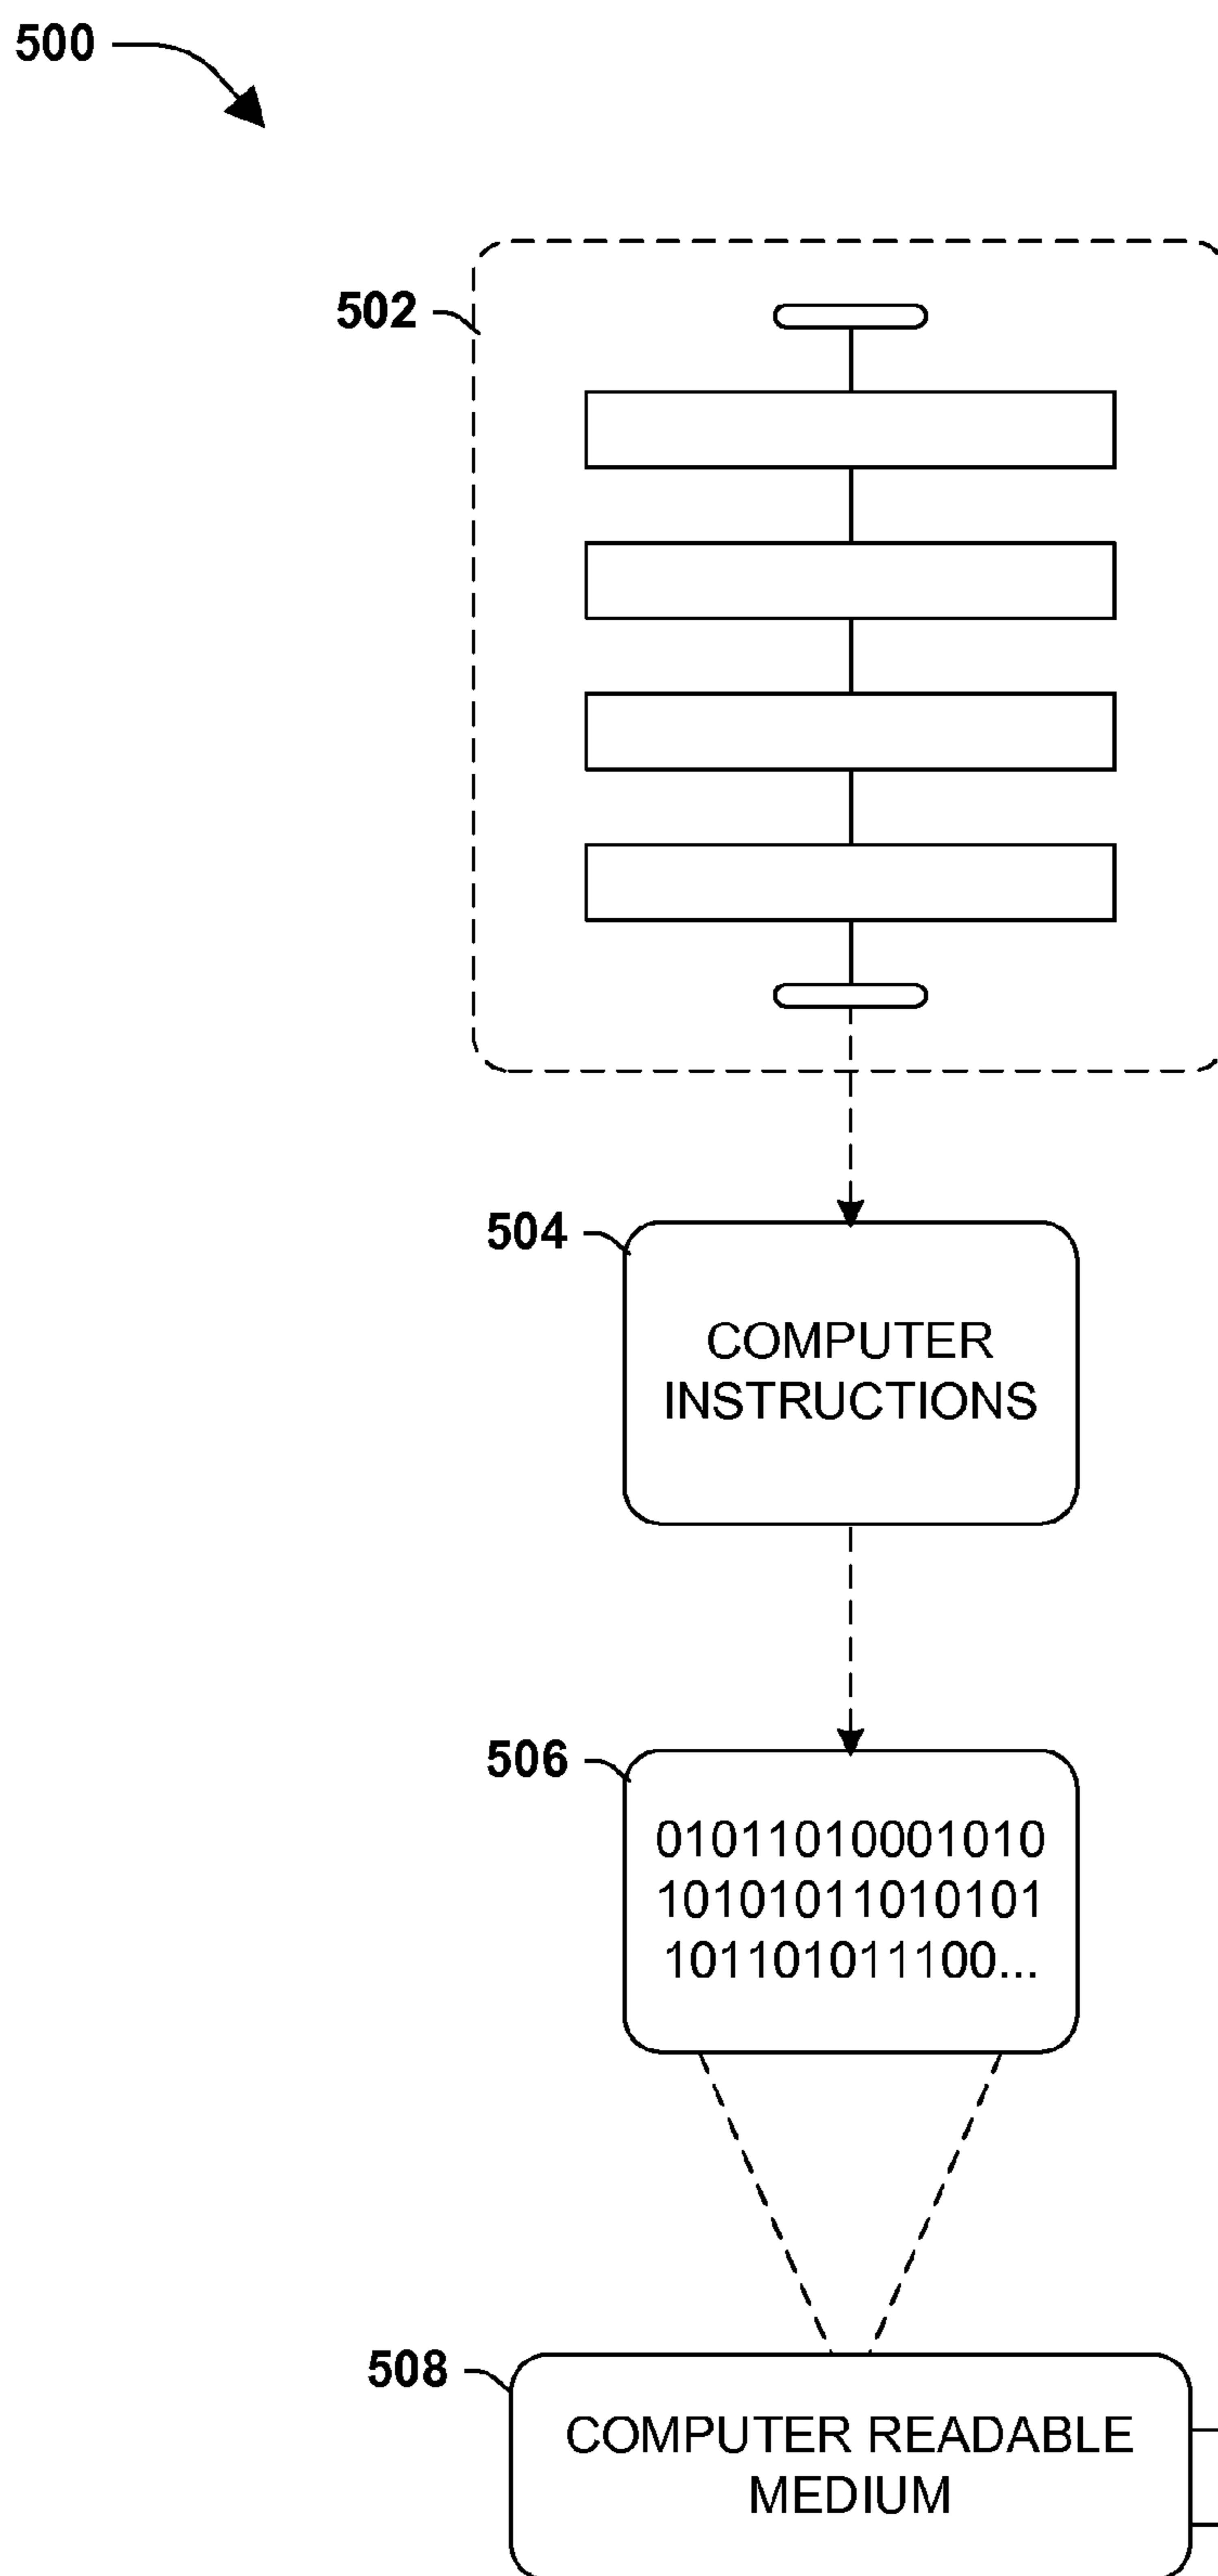 500
502
504
COMPUTER
INSTRUCTIONS
506
01011010001010
10101011010101
101101011100...
508
COMPUTER READABLE
MEDIUM